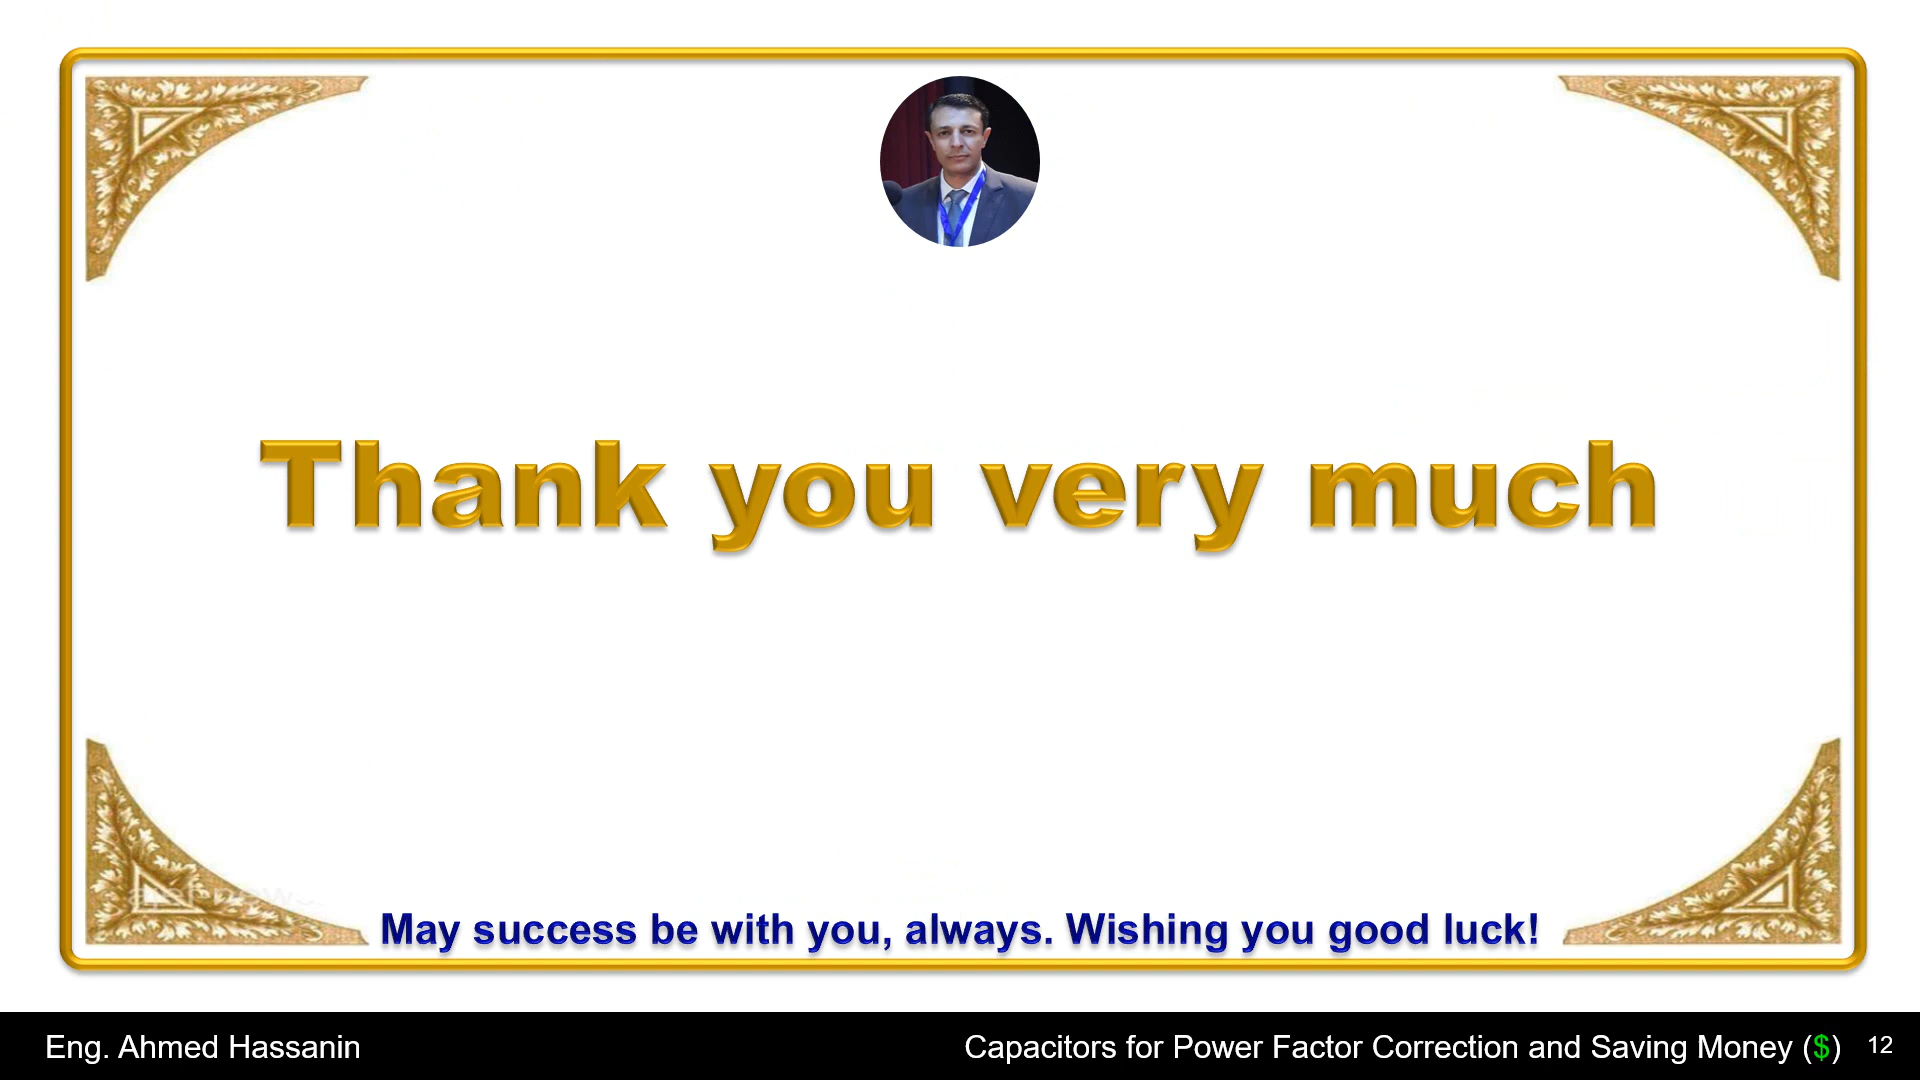 Thank you very much
May success be with you, always. Wishing you good luck!
Eng. Ahmed Hassanin
Capacitors for Power Factor Correction and Saving Money ($)
12